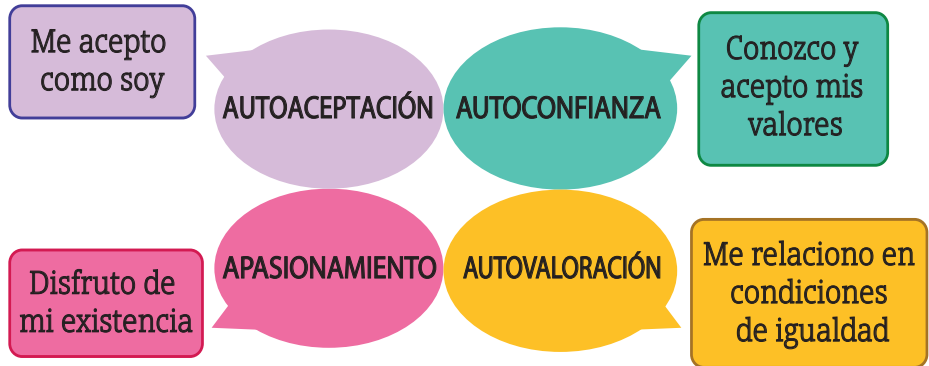 Me acepto
como soy
AUTOACEPTACIÓN
AUTOCONFIANZA
Conozco y
acepto mis
valores
Disfruto de
mi existencia
APASIONAMIENTO
AUTOVALORACIÓN
Me relaciono en
condiciones
de igualdad